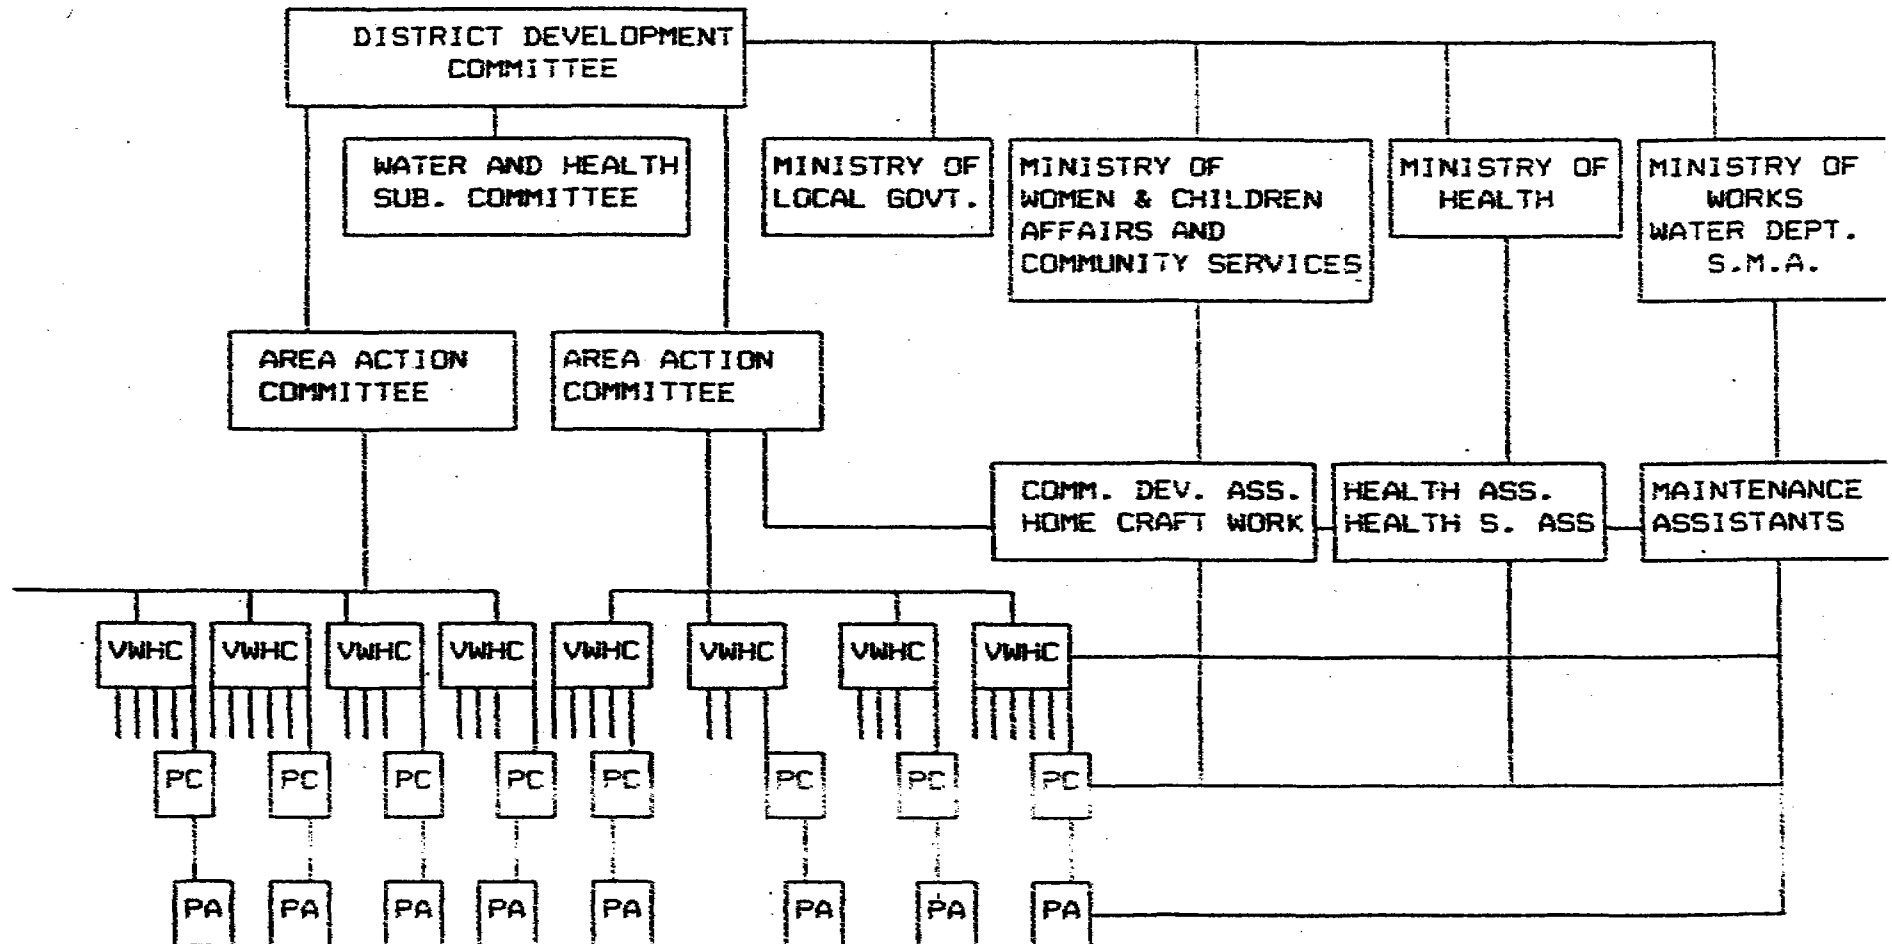 DISTRICT DEVELOPMENT
COMMITTEE
WATER AND HEALTH
SUB. COMMITTEE
MINISTRY OF
LOCAL GOVT.
MINISTRY OF
WOMEN & CHILDREN
AFFAIRS AND
COMMUNITY SERVICES
MINISTRY OF
HEALTH
MINISTRY OF
WORKS
WATER DEPT.
S.M.A.
AREA ACTION
COMMITTEE
AREA ACTION
COMMITTEE
COMM. DEV. ASS.
HOME CRAFT WORK
HEALTH ASS.
HEALTH S. ASS
MAINTENANCE
ASSISTANTS
VWHC VWHC VWHC VWHC VWHC VWHC VWHC VWHC
PC PC PC PC PC PC PC PC
PA PA PA PA PA PA PA PA